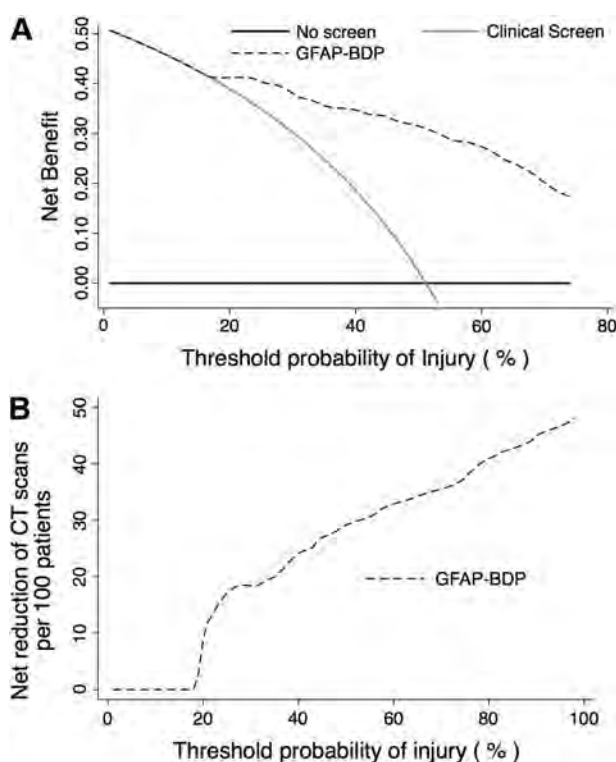 A
No screen
Clinical Screen
GFAP-BDP
Net Benefit
0.50
0.40
0.30
0.20
0.10
0.00
0 20 40 60 80
Threshold probability of Injury ( % )
B
Net reduction of CT scans
per 100 patients
50
40
30
20
10
0
GFAP-BDP
0 20 40 60 80 100
Threshold probability of injury ( % )